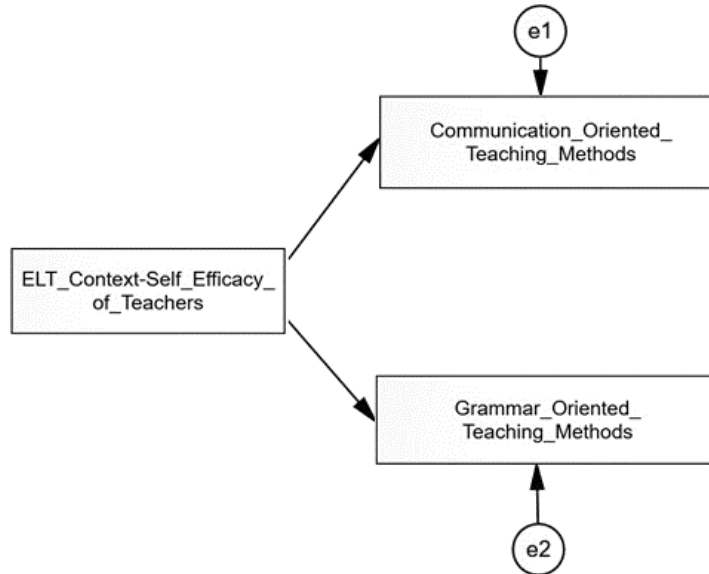 e1
Communication_Oriented_
Teaching_Methods
ELT_Context-Self_Efficacy_
of_Teachers
Grammar_Oriented_
Teaching_Methods
e2